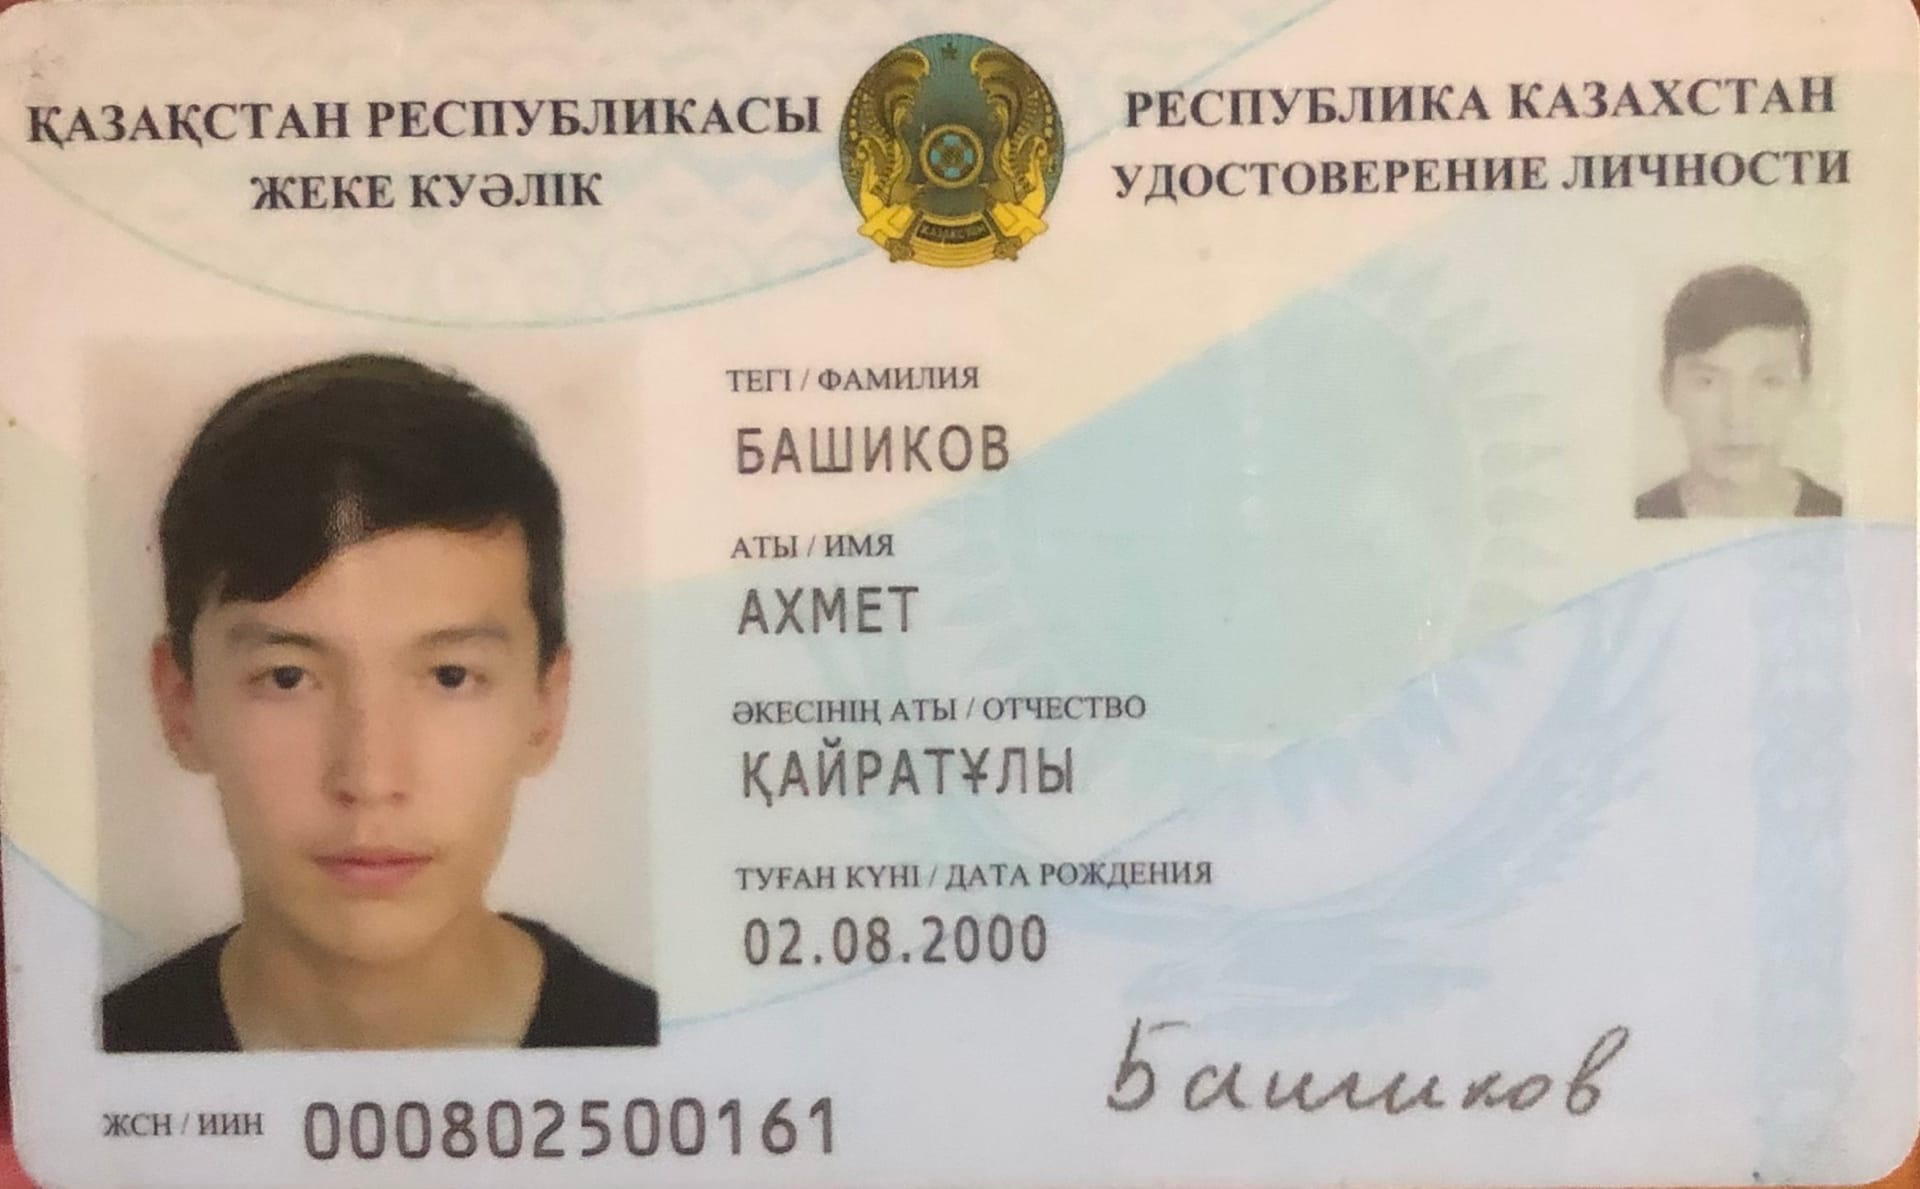 ҚАЗАҚСТАН РЕСПУБЛИКАСЫ
ЖЕКЕ КУӘЛІК
РЕСПУБЛИКА КАЗАХСТАН
УДОСТОВЕРЕНИЕ ЛИЧНОСТИ
ҚАЗАҚСТАН
ТЕГІ / ФАМИЛИЯ
БАШИКОВ
АТЫ / ИМЯ
АХМЕТ
ӘКЕСІНІҢ АТЫ / ОТЧЕСТВО
ҚАЙРАТҰЛЫ
ТУҒАН КҮНІ / ДАТА РОЖДЕНИЯ
02.08.2000
Башиков
ЖСН / ИИН 000802500161